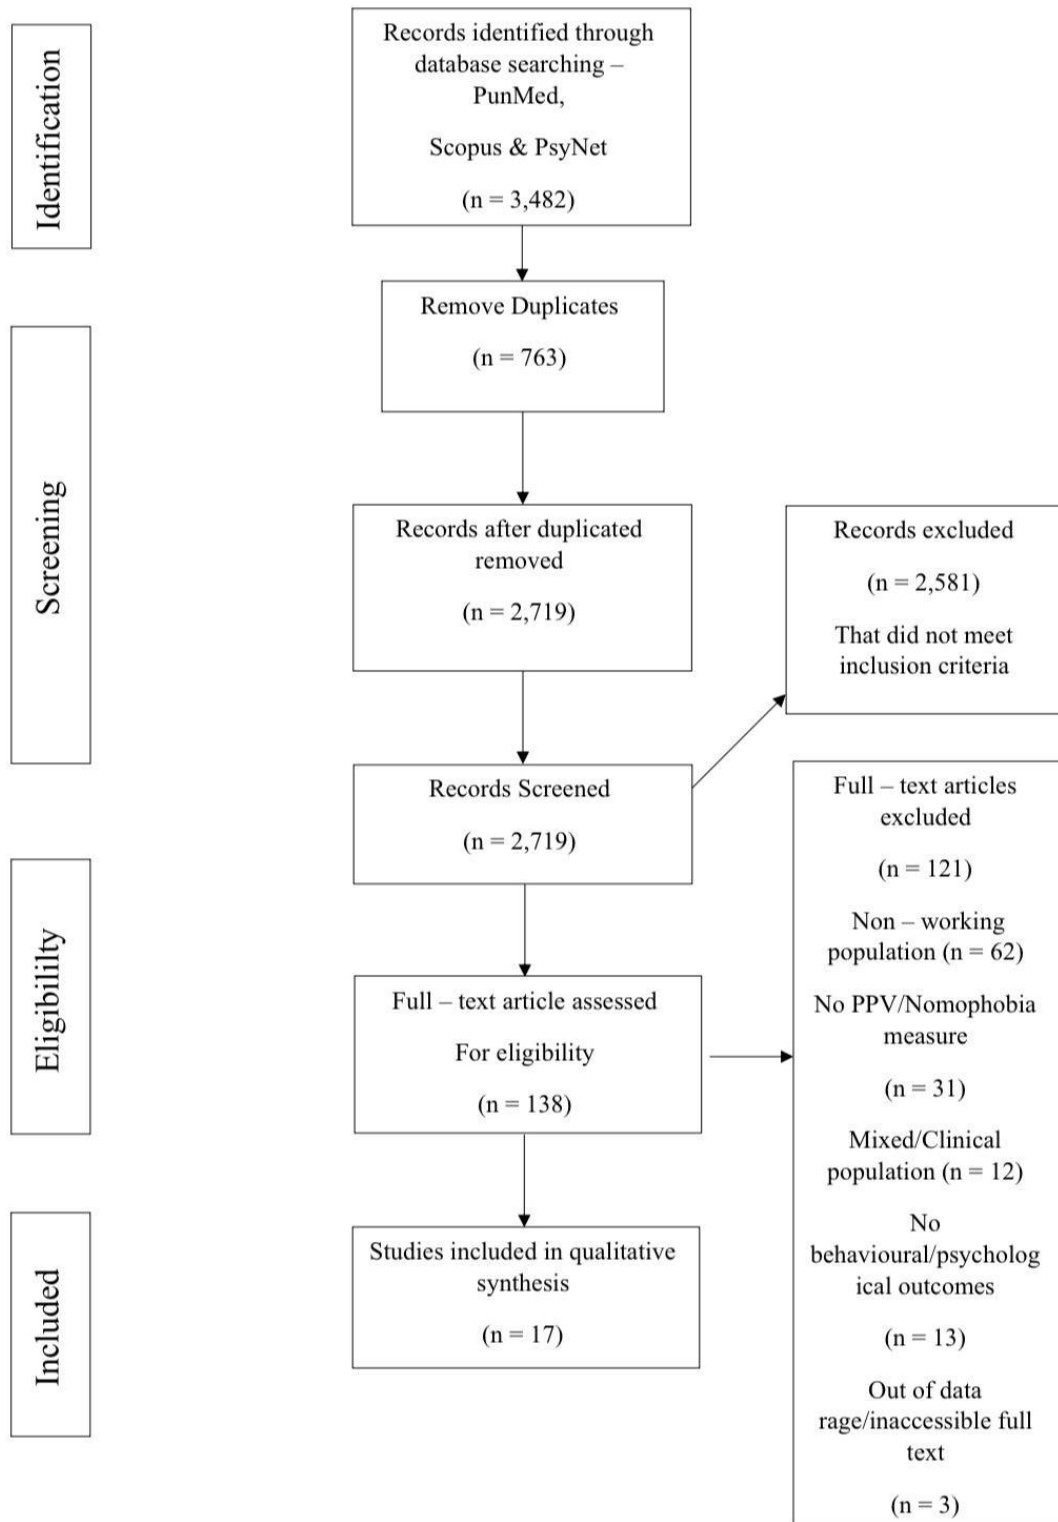 Identification
Records identified through
database searching –
PunMed,
Scopus & PsyNet
(n = 3,482)
Remove Duplicates
(n = 763)
Screening
Records after duplicated
removed
(n = 2,719)
Records excluded
(n = 2,581)
That did not meet
inclusion criteria
Records Screened
(n = 2,719)
Eligibililty
Full – text article assessed
For eligibility
(n = 138)
Full – text articles
excluded
(n = 121)
Non – working
population (n = 62)
No PPV/Nomophobia
measure
(n = 31)
Mixed/Clinical
population (n = 12)
No
behavioural/psycholog
ical outcomes
(n = 13)
Out of data
rage/inaccessible full
text
(n = 3)
Included
Studies included in qualitative
synthesis
(n = 17)